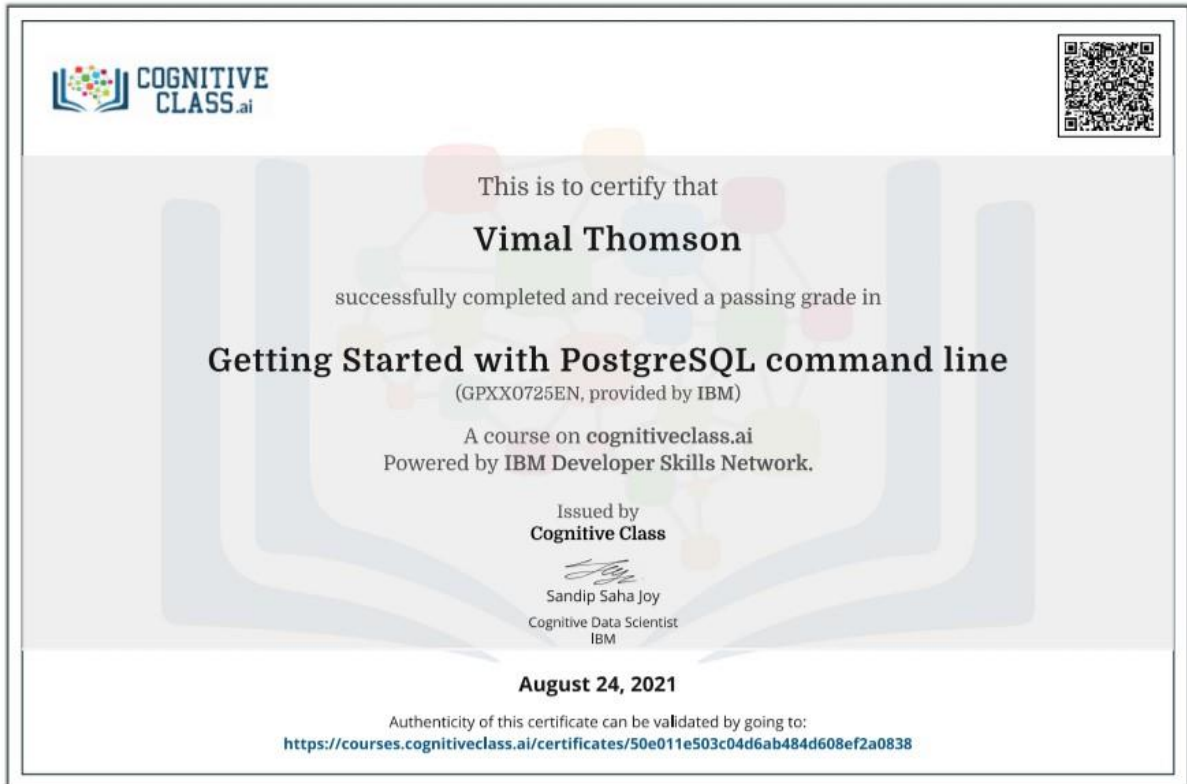 COGNITIVE
CLASS.ai
This is to certify that
Vimal Thomson
successfully completed and received a passing grade in
Getting Started with PostgreSQL command line
(GPXX0725EN, provided by IBM)
A course on cognitiveclass.ai
Powered by IBM Developer Skills Network.
Issued by
Cognitive Class
Sandip Saha Joy
Cognitive Data Scientist
IBM
August 24, 2021
Authenticity of this certificate can be validated by going to:
https://courses.cognitiveclass.ai/certificates/50e011e503c04d6ab484d608ef2a0838